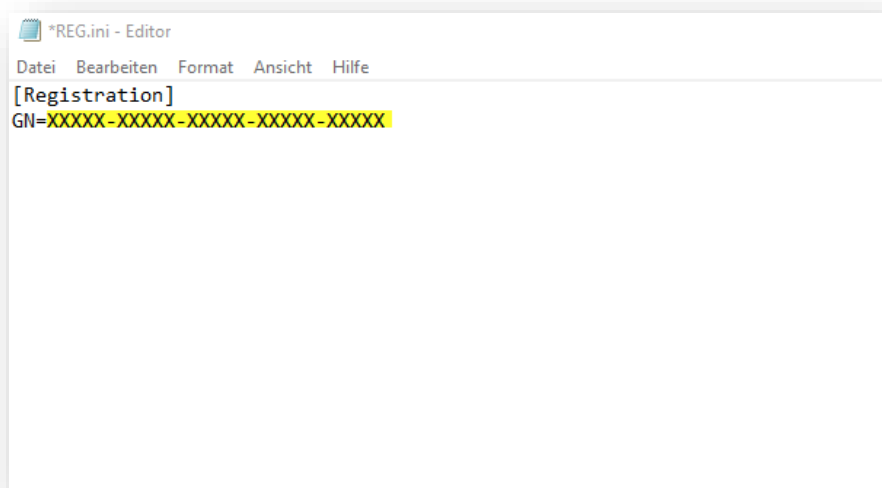 *REG.ini - Editor
Datei Bearbeiten Format Ansicht Hilfe
[Registration]
GN=XXXXX-XXXXX-XXXXX-XXXXX-XXXXX